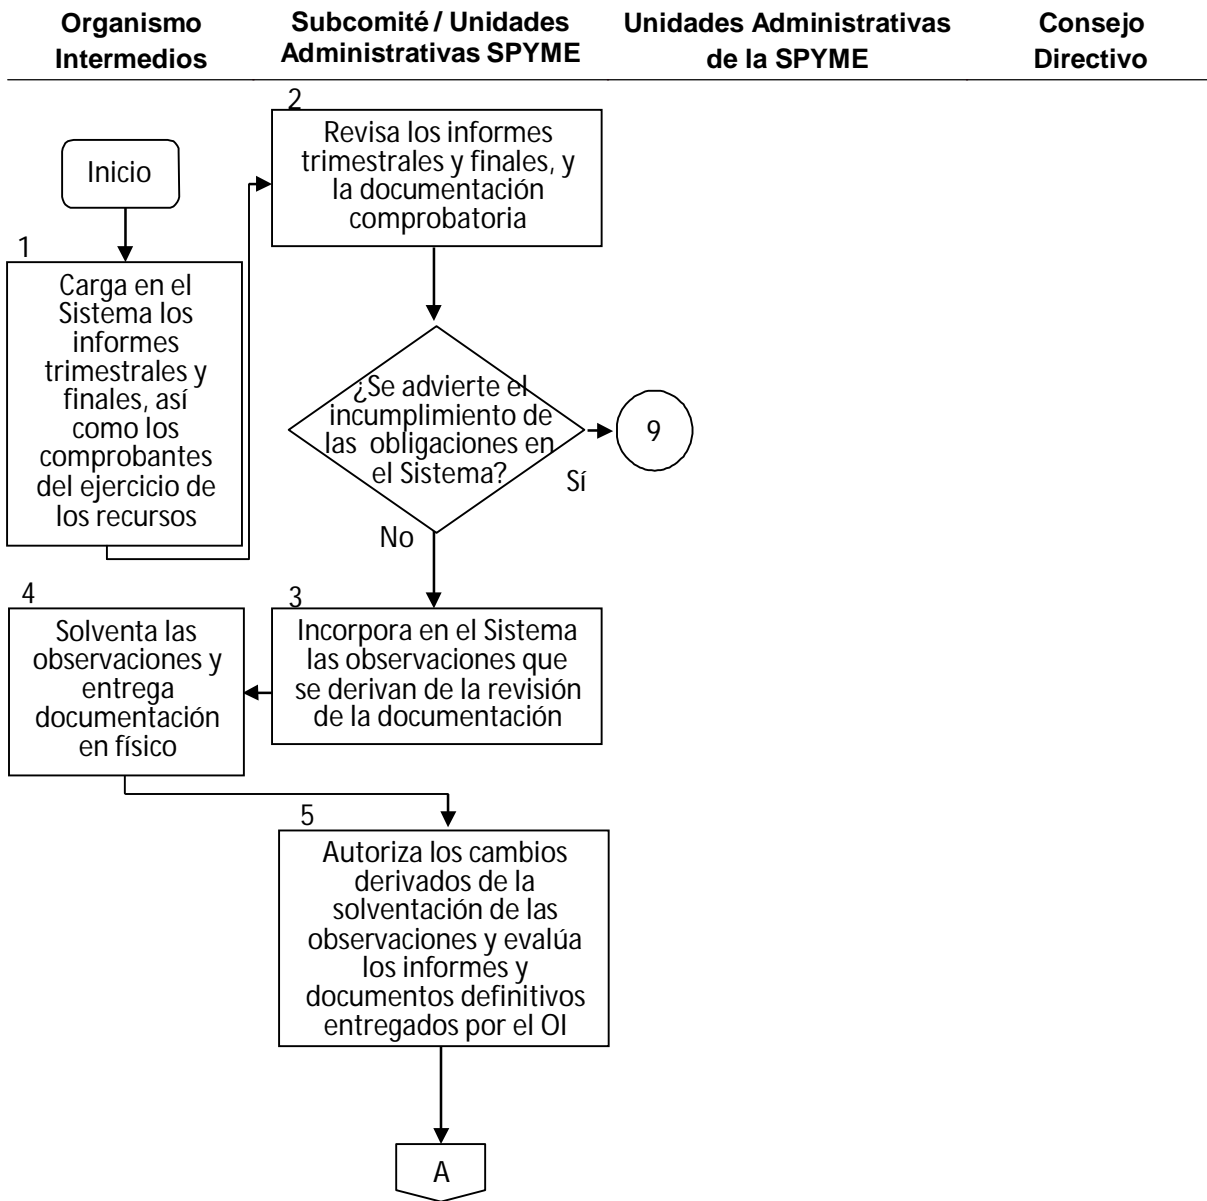 Organismo
Intermedios
Subcomité / Unidades
Administrativas SPYME
Unidades Administrativas
de la SPYME
Consejo
Directivo
Inicio
1
Carga en el
Sistema los
informes
trimestrales y
finales, así
como los
comprobantes
del ejercicio de
los recursos
2
Revisa los informes
trimestrales y finales, y
la documentación
comprobatoria
¿Se advierte el
incumplimiento de
las obligaciones en
el Sistema?
Sí
9
No
3
Incorpora en el Sistema
las observaciones que
se derivan de la revisión
de la documentación
4
Solventa las
observaciones y
entrega
documentación
en físico
5
Autoriza los cambios
derivados de la
solventación de las
observaciones y evalúa
los informes y
documentos definitivos
entregados por el OI
A